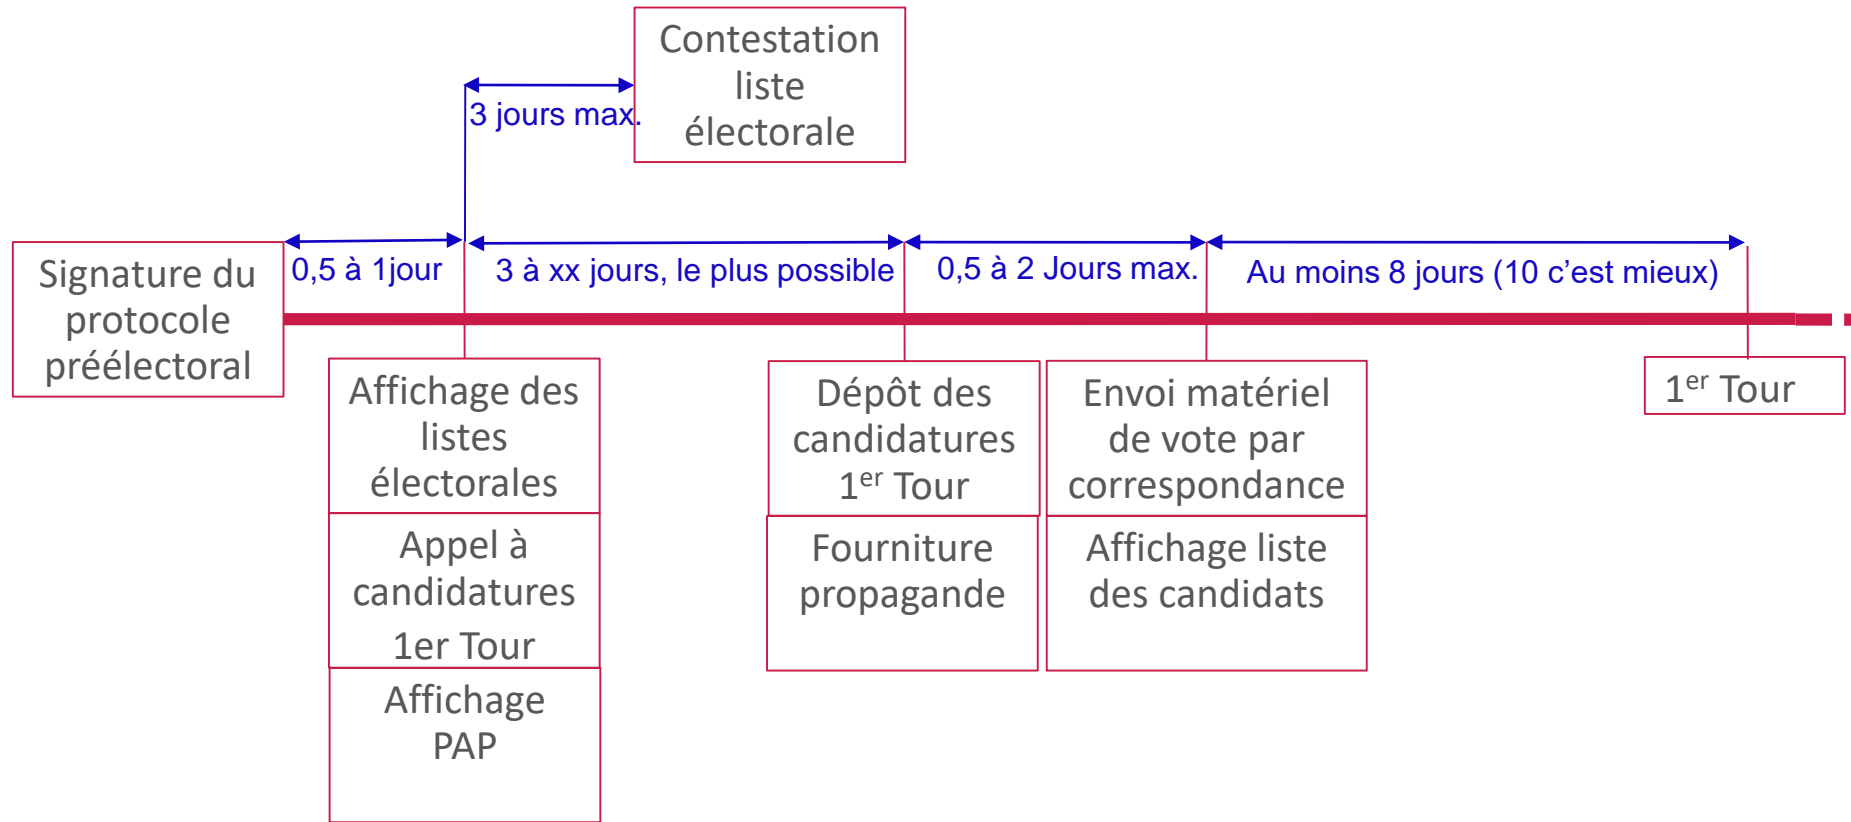 Contestation
liste
électorale
3 jours max.
Signature du
protocole
préélectoral
0,5 à 1jour
3 à xx jours, le plus possible
0,5 à 2 Jours max.
Au moins 8 jours (10 c’est mieux)
Affichage des
listes
électorales
Appel à
candidatures
1er Tour
Affichage
PAP
Dépôt des
candidatures
1er Tour
Fourniture
propagande
Envoi matériel
de vote par
correspondance
Affichage liste
des candidats
1er Tour